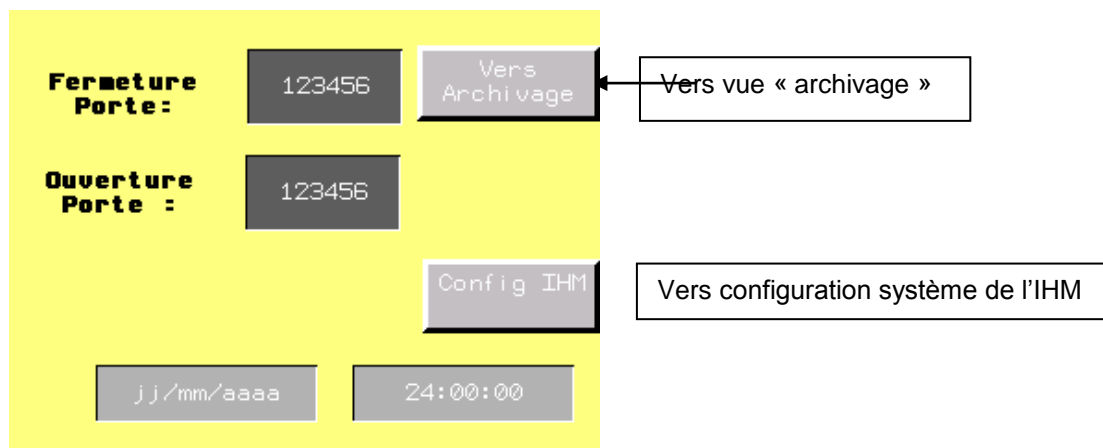 Fermeture
Porte:
123456
Vers
Archivage
Vers vue « archivage »
Ouverture
Porte :
123456
Config IHM
Vers configuration système de l'IHM
jj/mm/aaaa
24:00:00